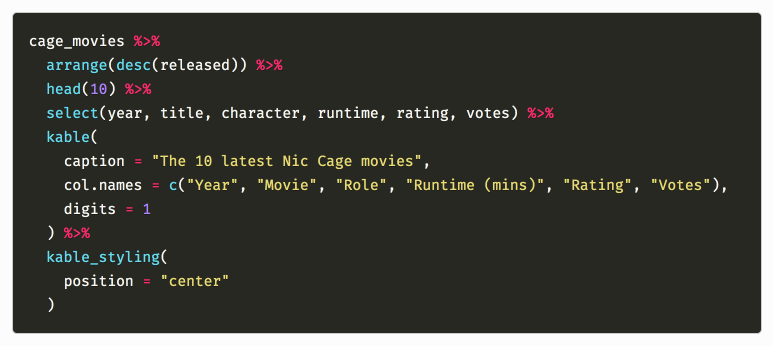 cage_movies %>%
  arrange(desc(released)) %>%
  head(10) %>%
  select(year, title, character, runtime, rating, votes) %>%
  kable(
    caption = "The 10 latest Nic Cage movies",
    col.names = c("Year", "Movie", "Role", "Runtime (mins)", "Rating", "Votes"),
    digits = 1
  ) %>%
  kable_styling(
    position = "center"
  )